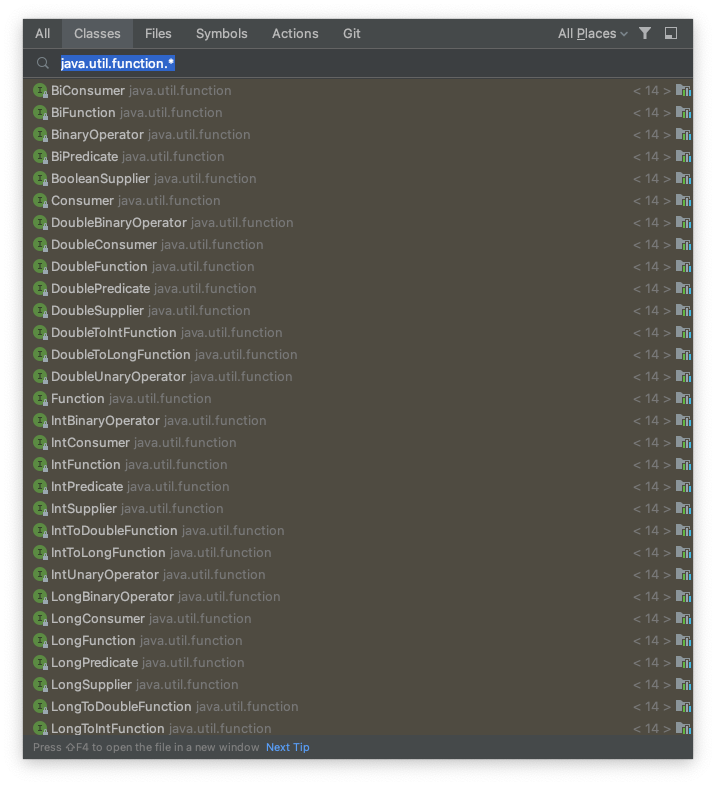 All Classes Files Symbols Actions Git All Places
java.util.function.*
BiConsumer java.util.function < 14 >
BiFunction java.util.function < 14 >
BinaryOperator java.util.function < 14 >
BiPredicate java.util.function < 14 >
BooleanSupplier java.util.function < 14 >
Consumer java.util.function < 14 >
DoubleBinaryOperator java.util.function < 14 >
DoubleConsumer java.util.function < 14 >
DoubleFunction java.util.function < 14 >
DoublePredicate java.util.function < 14 >
DoubleSupplier java.util.function < 14 >
DoubleToIntFunction java.util.function < 14 >
DoubleToLongFunction java.util.function < 14 >
DoubleUnaryOperator java.util.function < 14 >
Function java.util.function < 14 >
IntBinaryOperator java.util.function < 14 >
IntConsumer java.util.function < 14 >
IntFunction java.util.function < 14 >
IntPredicate java.util.function < 14 >
IntSupplier java.util.function < 14 >
IntToDoubleFunction java.util.function < 14 >
IntToLongFunction java.util.function < 14 >
IntUnaryOperator java.util.function < 14 >
LongBinaryOperator java.util.function < 14 >
LongConsumer java.util.function < 14 >
LongFunction java.util.function < 14 >
LongPredicate java.util.function < 14 >
LongSupplier java.util.function < 14 >
LongToDoubleFunction java.util.function < 14 >
LongToIntFunction java.util.function < 14 >
Press ⇧F4 to open the file in a new window Next Tip